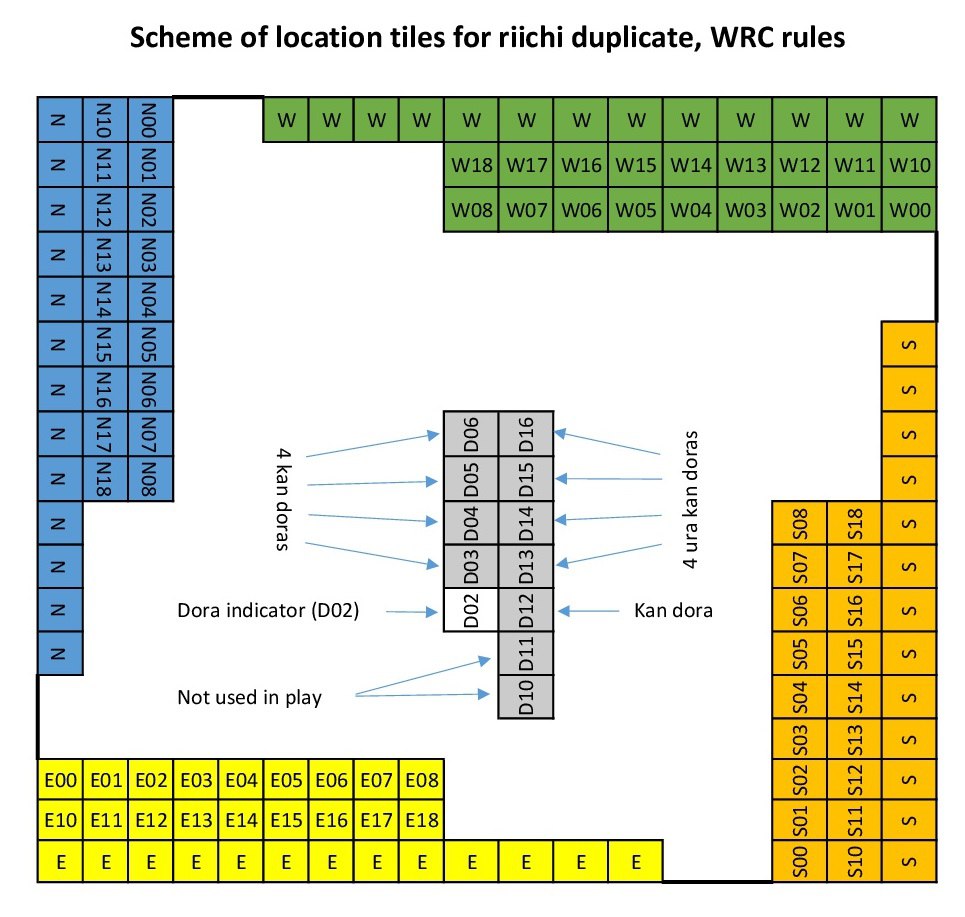 Scheme of location tiles for riichi duplicate, WRC rules
N N10 N00
N N11 N01
N N12 N02
N N13 N03
N N14 N04
N N15 N05
N N16 N06
N N17 N07
N N18 N08
N
N
N
N
W W W W W W W W W W W W W
W18 W17 W16 W15 W14 W13 W12 W11 W10
W08 W07 W06 W05 W04 W03 W02 W01 W00
4 kan doras
D06 D16
D05 D15
D04 D14
D03 D13
D02 D12
D11
D10
4 ura kan doras
Dora indicator (D02)
Kan dora
Not used in play
S
S
S
S
S08 S18 S
S07 S17 S
S06 S16 S
S05 S15 S
S04 S14 S
S03 S13 S
S02 S12 S
S01 S11 S
S00 S10 S
E00 E01 E02 E03 E04 E05 E06 E07 E08
E10 E11 E12 E13 E14 E15 E16 E17 E18
E E E E E E E E E E E E E